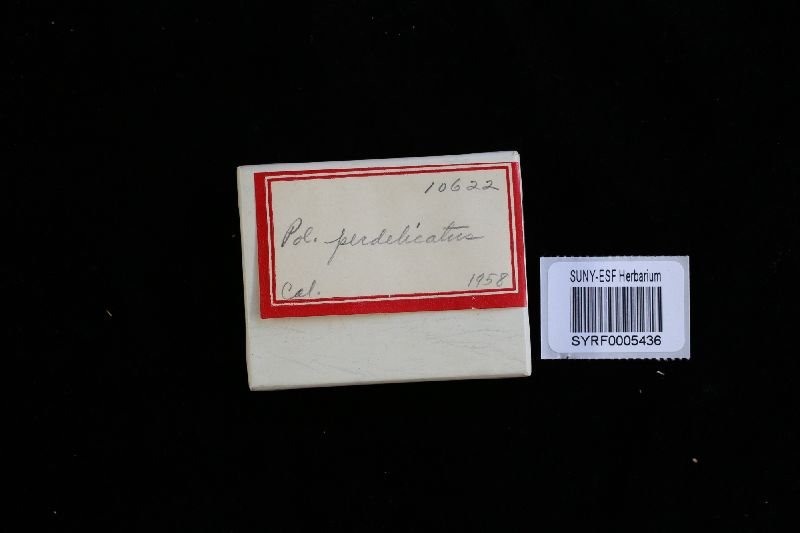 10622
Pol. perdelicatus
Cal. 1958
SUNY-ESF Herbarium
SYRF0005436